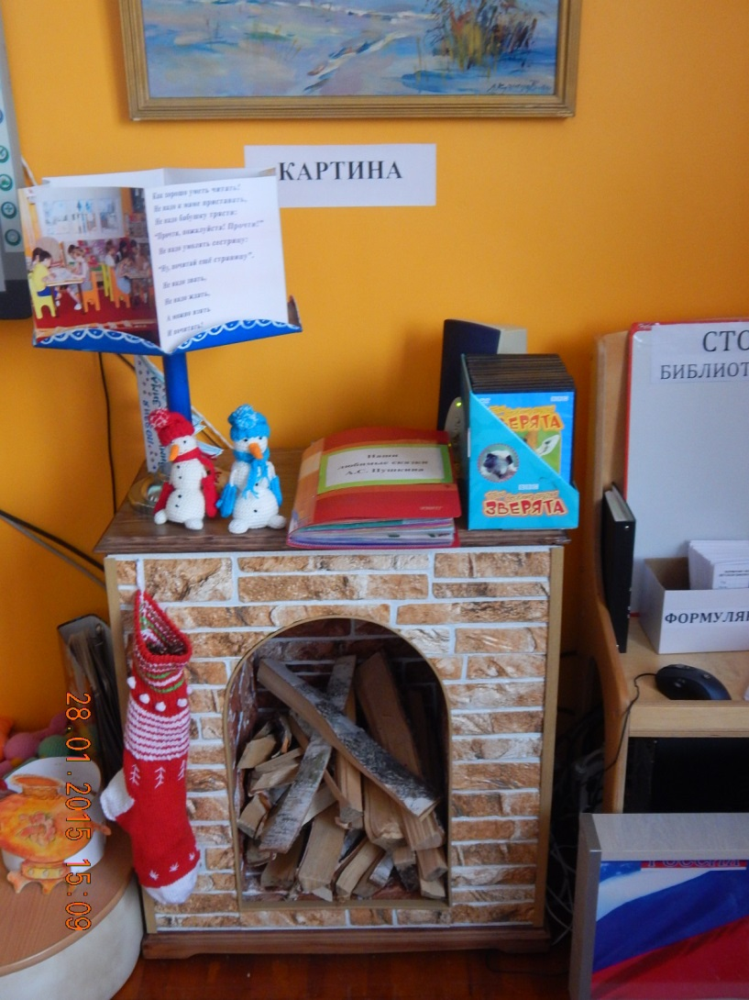 КАРТИНА
Как хорошо уметь читать!
Не надо к маме приставать,
Не надо бабушку трясти:
"Прочти, пожалуйста! Прочти!"
Не надо умолять сестрицу:
"Ну, почитай ещё страницу".
Не надо звать,
Не надо ждать,
А можно взять
И почитать!
ЗИМА
Наши
любимые сказки
А.С. Пушкина
ЗВЕРЯТА
BBC
ЗВЕРЯТА
СТО
БИБЛИОТ
ФОРМУЛЯ
28.01.2015 15:09